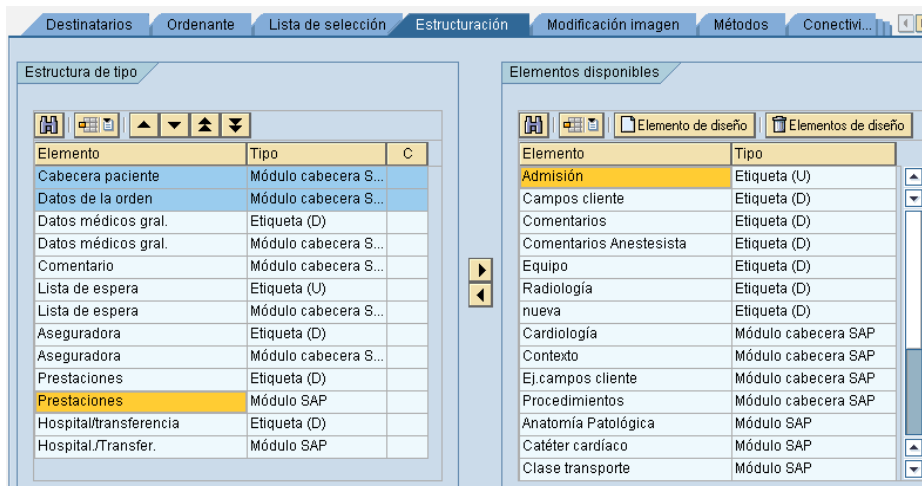 Destinatarios Ordenante Lista de selección Estructuración Modificación imagen Métodos Conectivi...
Estructura de tipo
Elemento Tipo C
Cabecera paciente Módulo cabecera S...
Datos de la orden Módulo cabecera S...
Datos médicos gral. Etiqueta (D)
Datos médicos gral. Módulo cabecera S...
Comentario Módulo cabecera S...
Lista de espera Etiqueta (U)
Lista de espera Módulo cabecera S...
Aseguradora Etiqueta (D)
Aseguradora Módulo cabecera S...
Prestaciones Etiqueta (D)
Prestaciones Módulo SAP
Hospital/transferencia Etiqueta (D)
Hospital./Transfer. Módulo SAP
Elementos disponibles
Elemento de diseño Elementos de diseño
Elemento Tipo
Admisión Etiqueta (U)
Campos cliente Etiqueta (D)
Comentarios Etiqueta (D)
Comentarios Anestesista Etiqueta (D)
Equipo Etiqueta (D)
Radiología Etiqueta (D)
nueva Etiqueta (D)
Cardiología Módulo cabecera SAP
Contexto Módulo cabecera SAP
Ej.campos cliente Módulo cabecera SAP
Procedimientos Módulo cabecera SAP
Anatomía Patológica Módulo SAP
Catéter cardíaco Módulo SAP
Clase transporte Módulo SAP